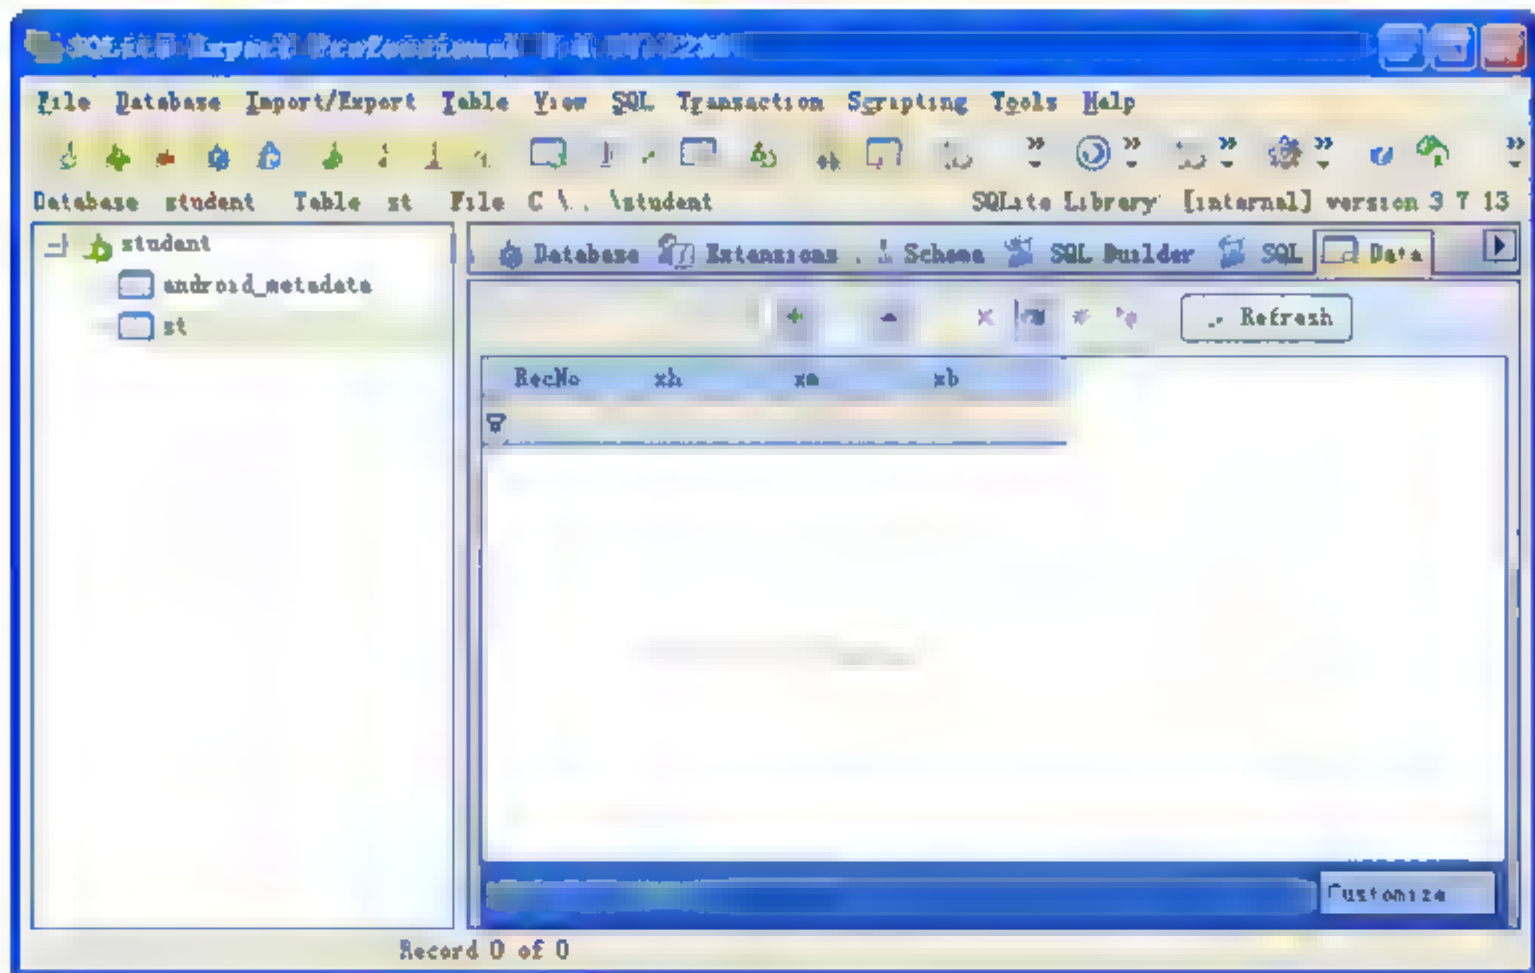 File Database Import/Export Table View SQL Transaction Scripting Tools Help
Database student Table st File C \.. \student SQLite Library [internal] version 3 7 13
student
android_metadata
st
Database Extensions Schema SQL Builder SQL Data
Refresh
RecNo xh xm xb
Customize
Record 0 of 0